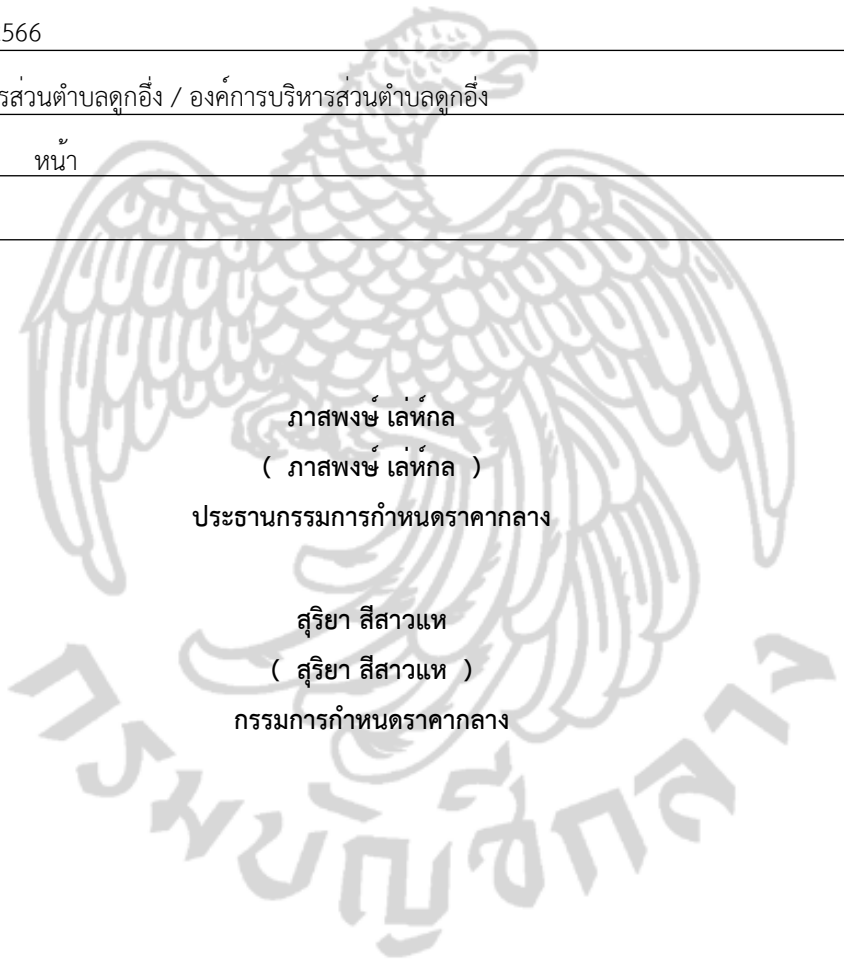 566
รส่วนตำบลดูกอึ่ง / องค์การบริหารส่วนตำบลดูกอึ่ง
หน้า
ภาสพงษ์ เล่ห์กล
( ภาสพงษ์ เล่ห์กล )
ประธานกรรมการกำหนดราคากลาง
สุริยา สีสาวแห
( สุริยา สีสาวแห )
กรรมการกำหนดราคากลาง
กรมบัญชีกลาง